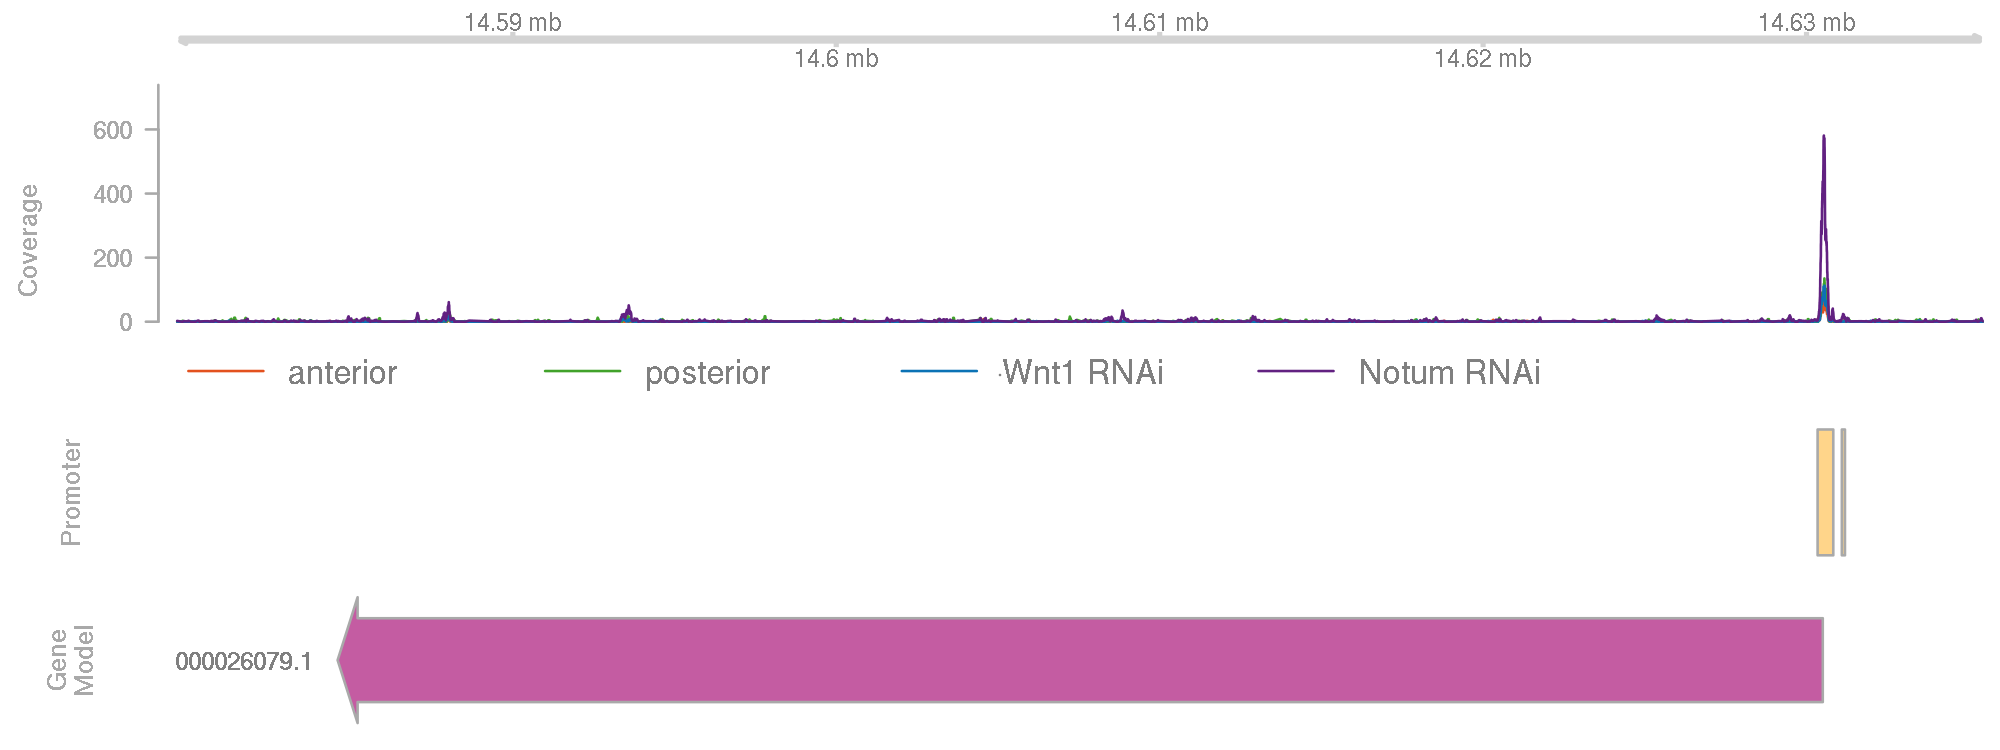 14.59 mb 14.61 mb 14.63 mb
14.6 mb 14.62 mb
Coverage
600
400
200
0
anterior posterior Wnt1 RNAi Notum RNAi
Promoter
Gene
Model
000026079.1